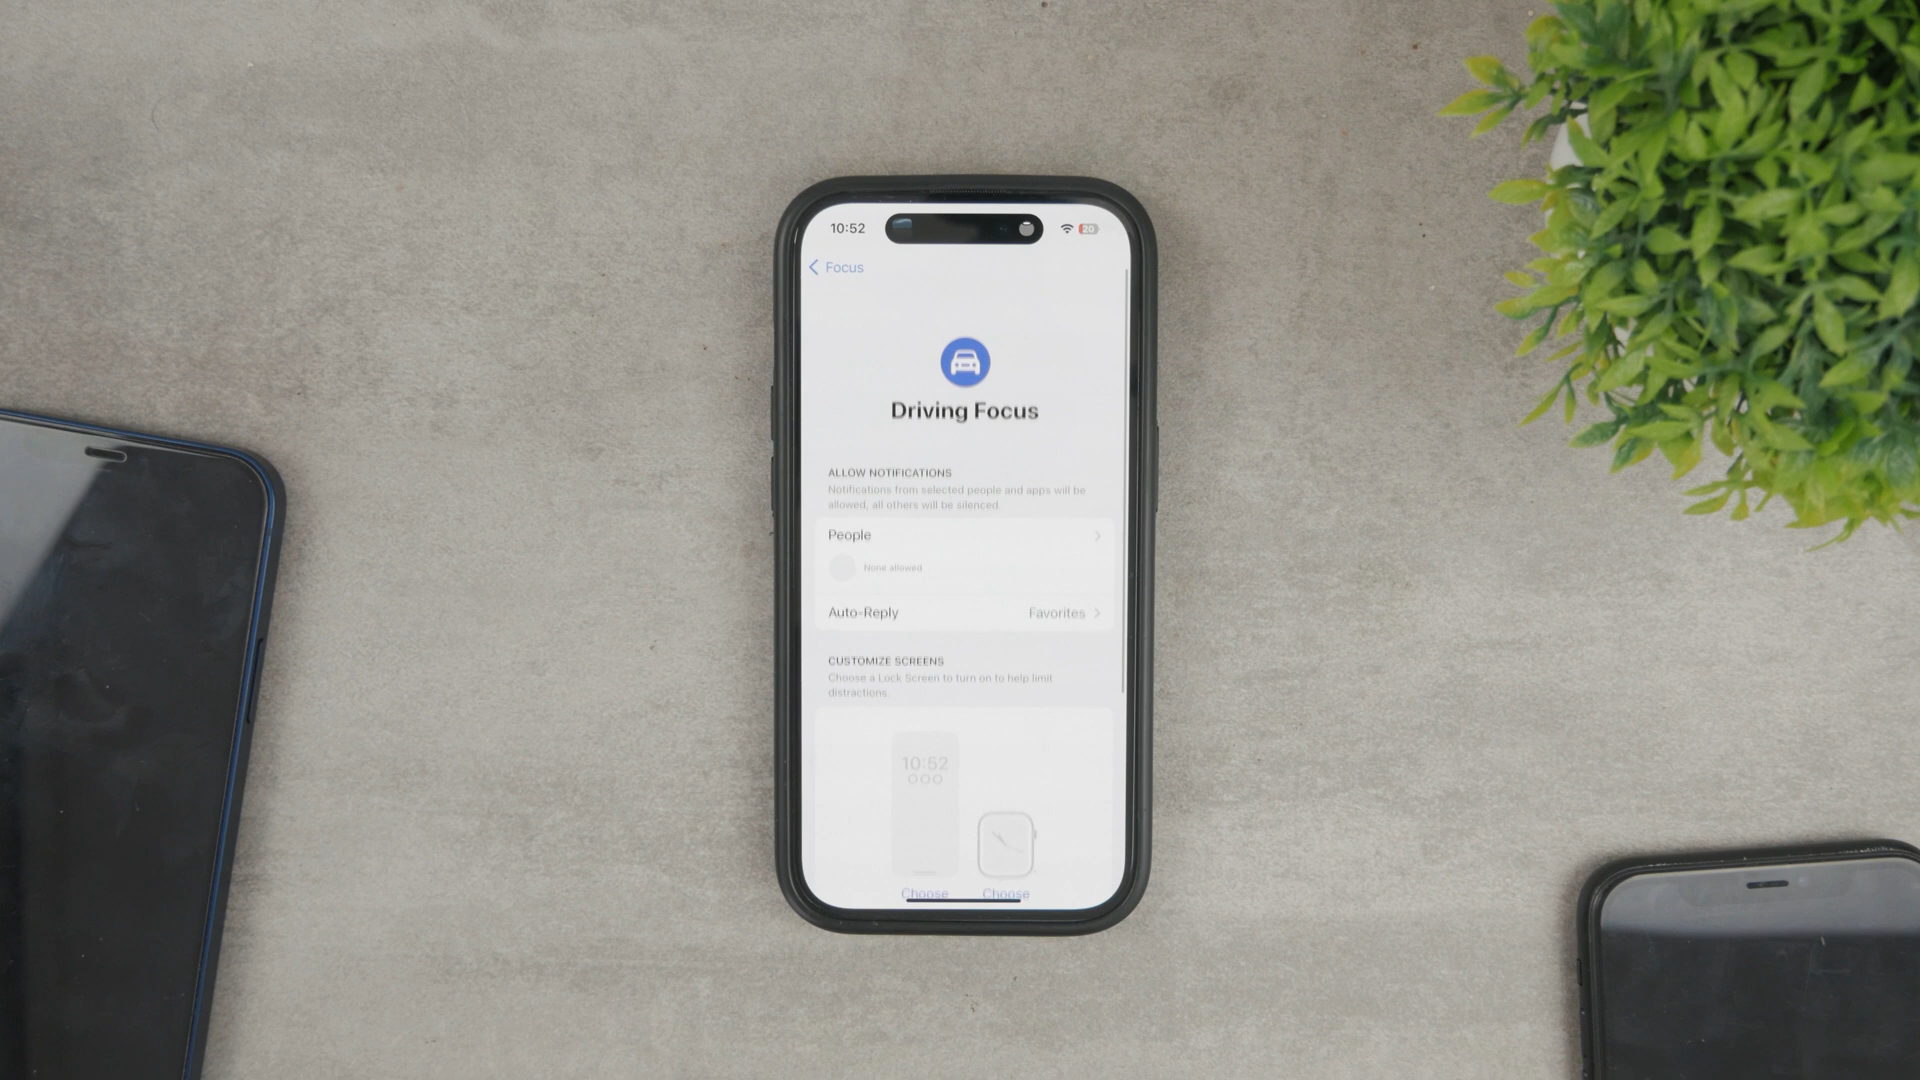 10:52
20
Focus
Driving Focus
ALLOW NOTIFICATIONS
Notifications from selected people and apps will be
allowed, all others will be silenced.
People
None allowed
Auto-Reply Favorites
CUSTOMIZE SCREENS
Choose a Lock Screen to turn on to help limit
distractions.
10:52
Choose Choose